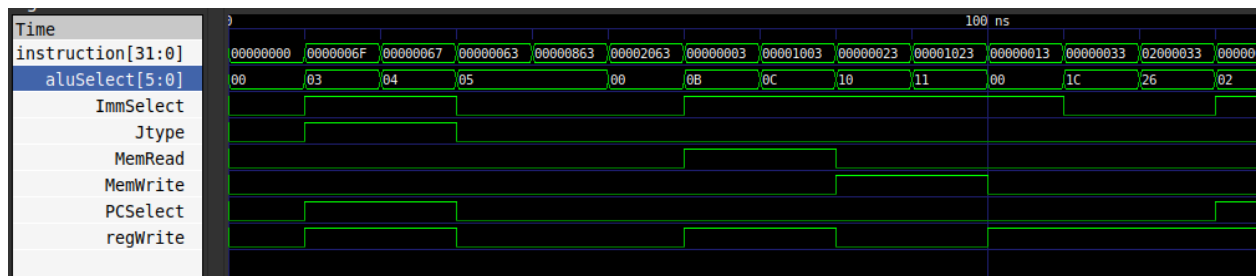 0 100 ns
Time
instruction[31:0] 00000000 0000006F 00000067 00000063 00000863 00002063 00000003 00001003 00000023 00001023 00000013 00000033 02000033 00000
aluSelect[5:0] 00 03 04 05 00 0B 0C 10 11 00 1C 26 02
ImmSelect
Jtype
MemRead
MemWrite
PCSelect
regWrite